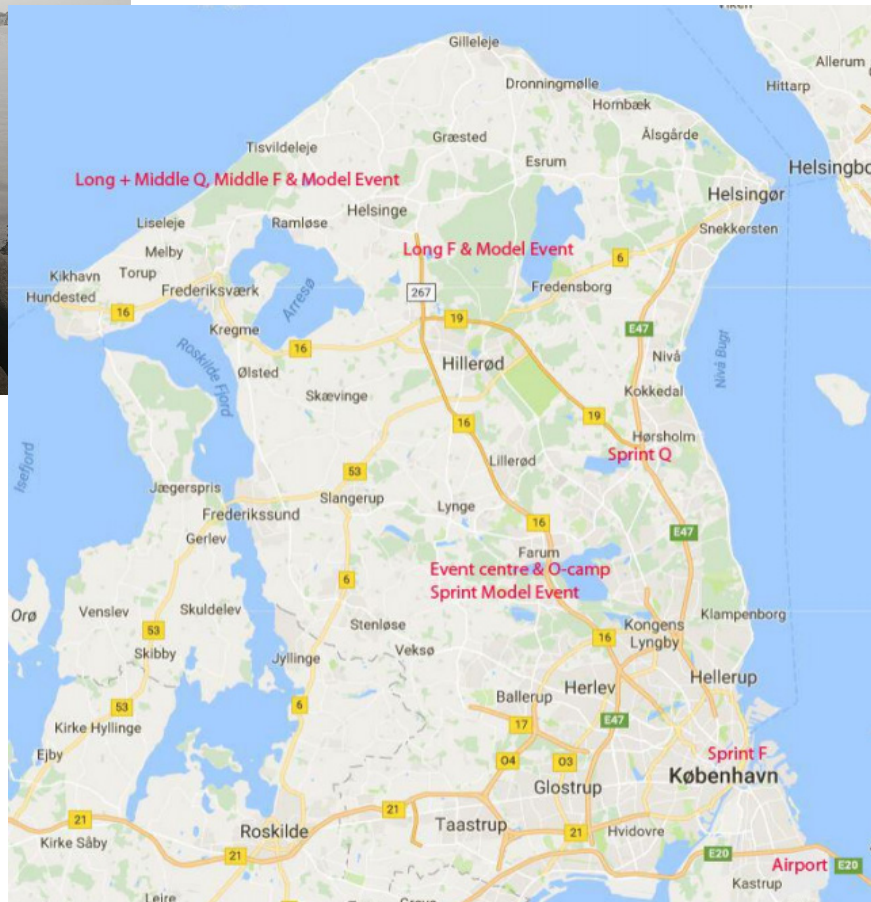 Gilleleje
Allerum
Dronningmølle
Hittarp
Hornbæk
Græsted
Ålsgårde
Tisvildeleje
Esrum
Long + Middle Q, Middle F & Model Event
Helsingør
Helsinge
Liseleje
Ramløse
Snekkersten
Melby
Long F & Model Event
6
Kikhavn
Torup
Fredensborg
Hundested
Frederiksværk
Arresø
267
16
19
Kregme
E47
16
Nivå
Nivå Bugt
Roskilde Fjord
Hillerød
Ølsted
Skævinge
Kokkedal
19
16
Hørsholm
Isefjord
Sprint Q
Lillerød
53
Jægerspris
Slangerup
Lynge
Frederikssund
16
E47
Gerlev
Farum
Event centre & O-camp
6
Sprint Model Event
Orø
Venslev
Skuldelev
Klampenborg
Stenløse
Kongens
Lyngby
53
16
Skibby
Jyllinge
Veksø
Hellerup
Herlev
Ballerup
53
6
E47
17
Kirke Hyllinge
Ejby
Sprint F
O4
O3
København
Glostrup
21
21
Roskilde
Taastrup
21
Hvidovre
Kirke Såby
21
E20
Airport
E20
Kastrup